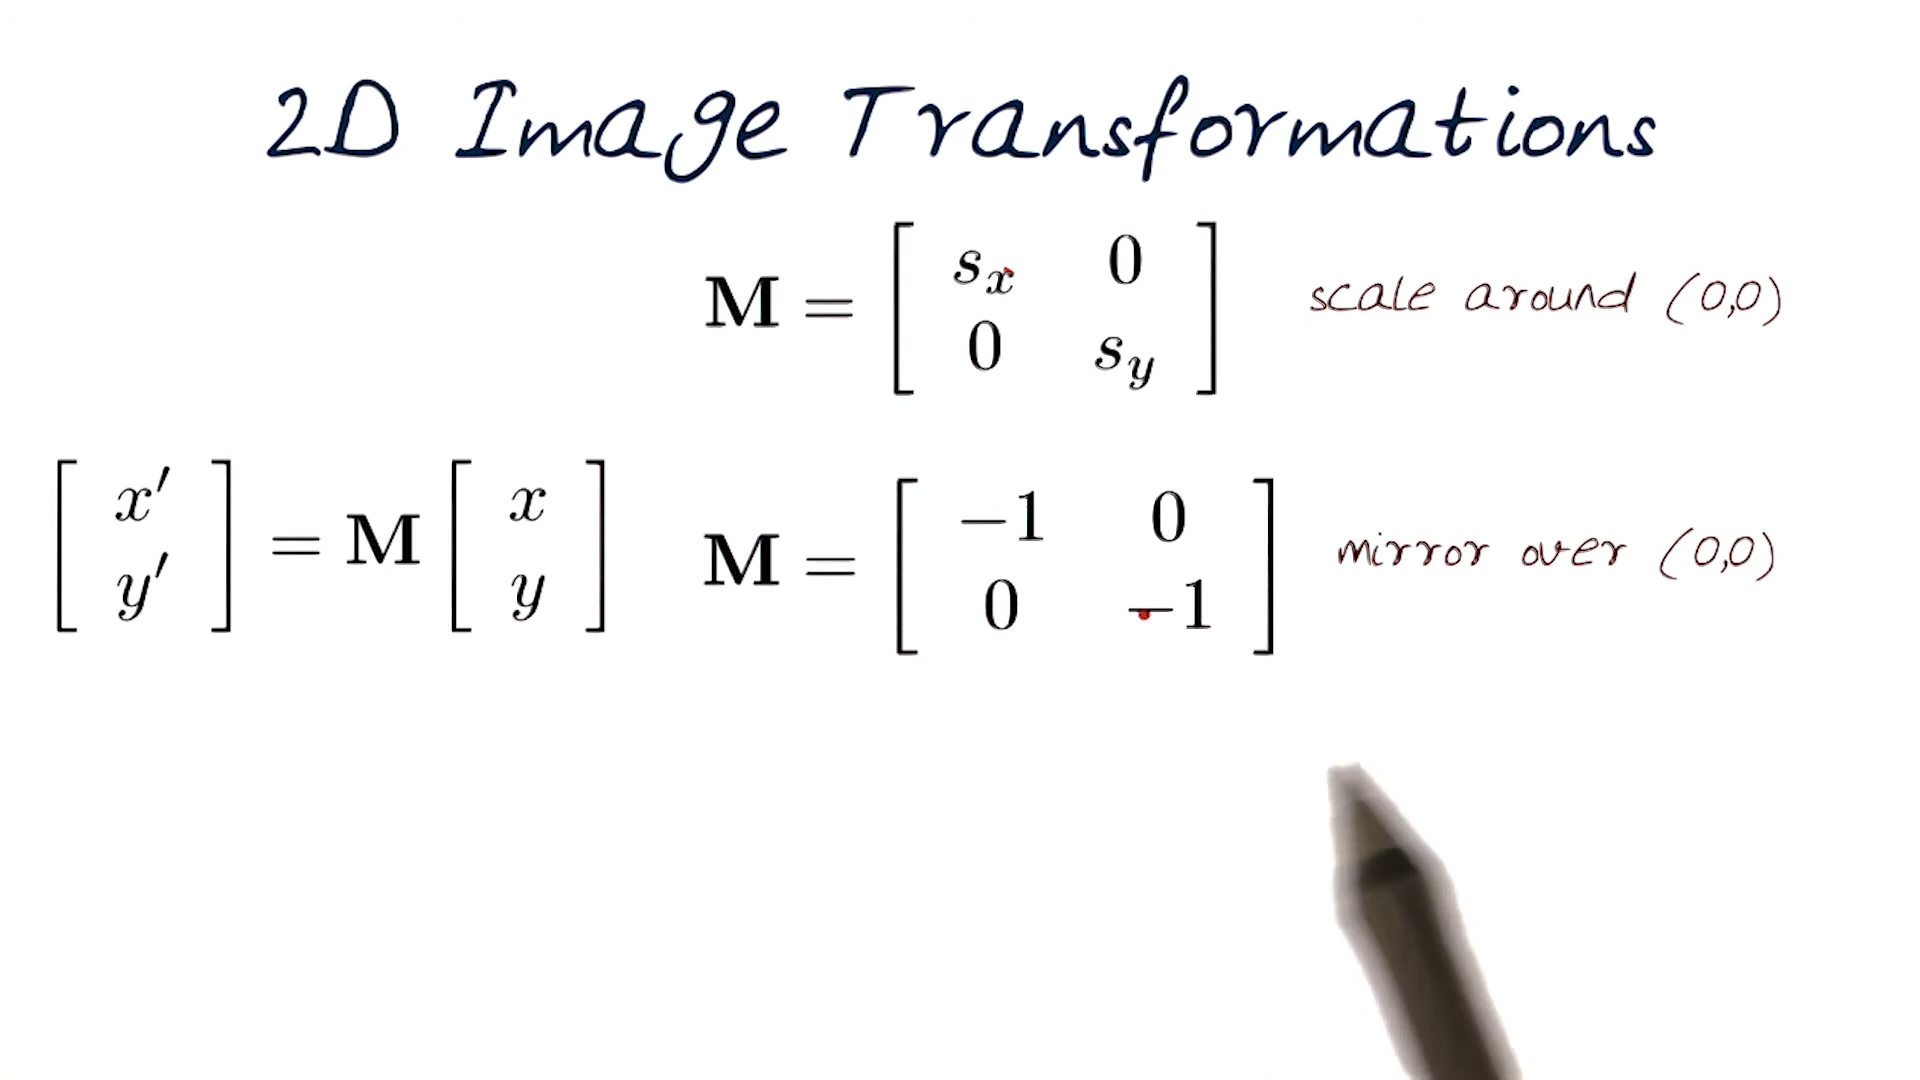 2D Image Transformations
M = [ s_x 0 ; 0 s_y ] scale around (0,0)
[ x′ ; y′ ] = M [ x ; y ]
M = [ −1 0 ; 0 −1 ] mirror over (0,0)